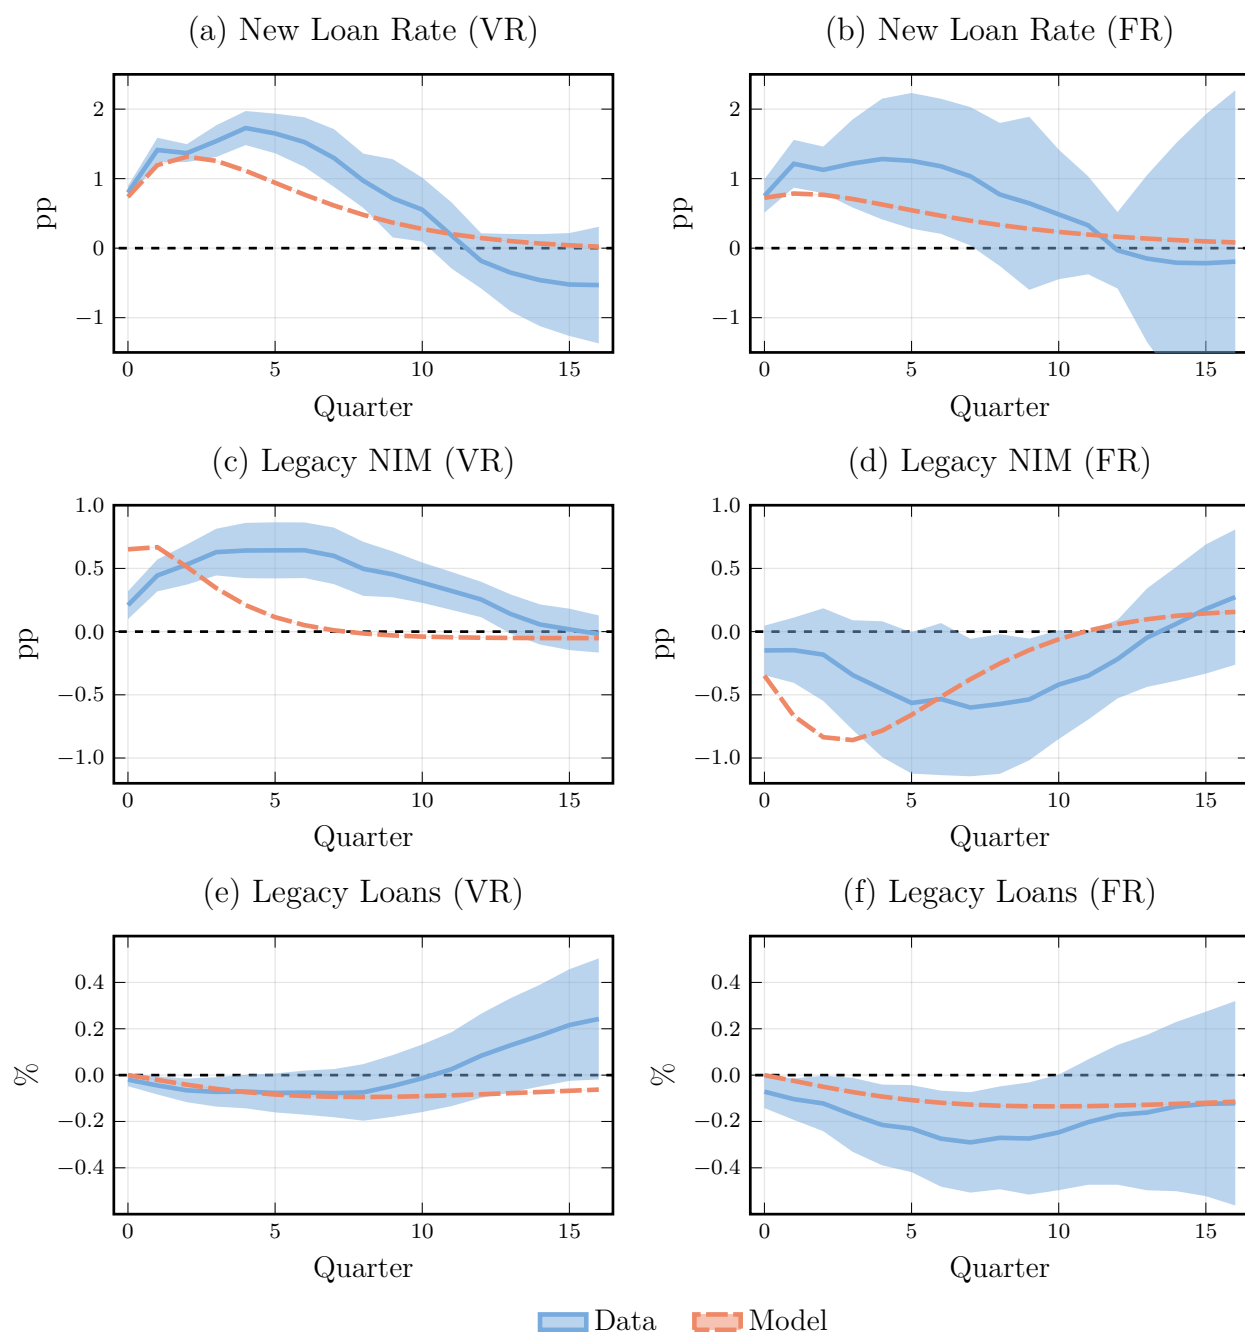 (a) New Loan Rate (VR)
2
1
0
−1
pp
0 5 10 15
Quarter
(b) New Loan Rate (FR)
2
1
0
−1
pp
0 5 10 15
Quarter
(c) Legacy NIM (VR)
1.0
0.5
0.0
−0.5
−1.0
pp
0 5 10 15
Quarter
(d) Legacy NIM (FR)
1.0
0.5
0.0
−0.5
−1.0
pp
0 5 10 15
Quarter
(e) Legacy Loans (VR)
0.4
0.2
0.0
−0.2
−0.4
%
0 5 10 15
Quarter
(f) Legacy Loans (FR)
0.4
0.2
0.0
−0.2
−0.4
%
0 5 10 15
Quarter
Data Model